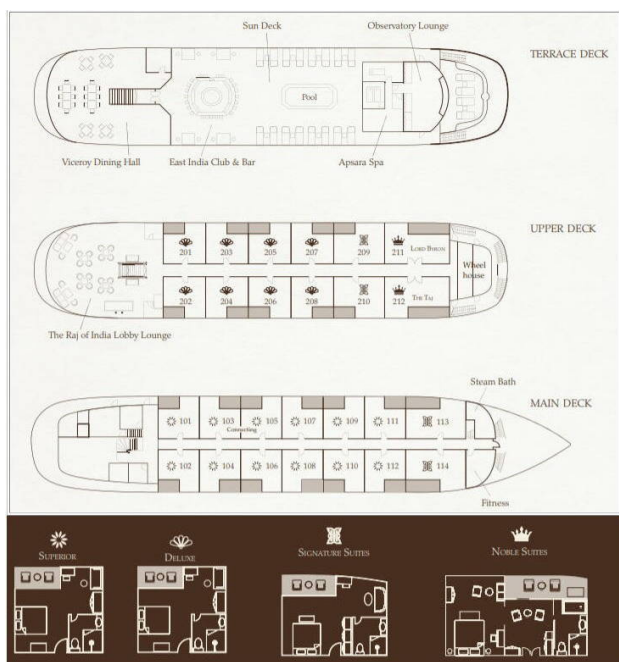 Sun Deck
Observatory Lounge
TERRACE DECK
Pool
Viceroy Dining Hall
East India Club & Bar
Apsara Spa
UPPER DECK
201
203
205
207
209
211
LORD BYRON
Wheel
house
202
204
206
208
210
212
THE TAJ
The Raj of India Lobby Lounge
Steam Bath
MAIN DECK
101
103
105
107
109
111
113
Connecting
102
104
106
108
110
112
114
Fitness
SUPERIOR
DELUXE
SIGNATURE SUITES
NOBLE SUITES